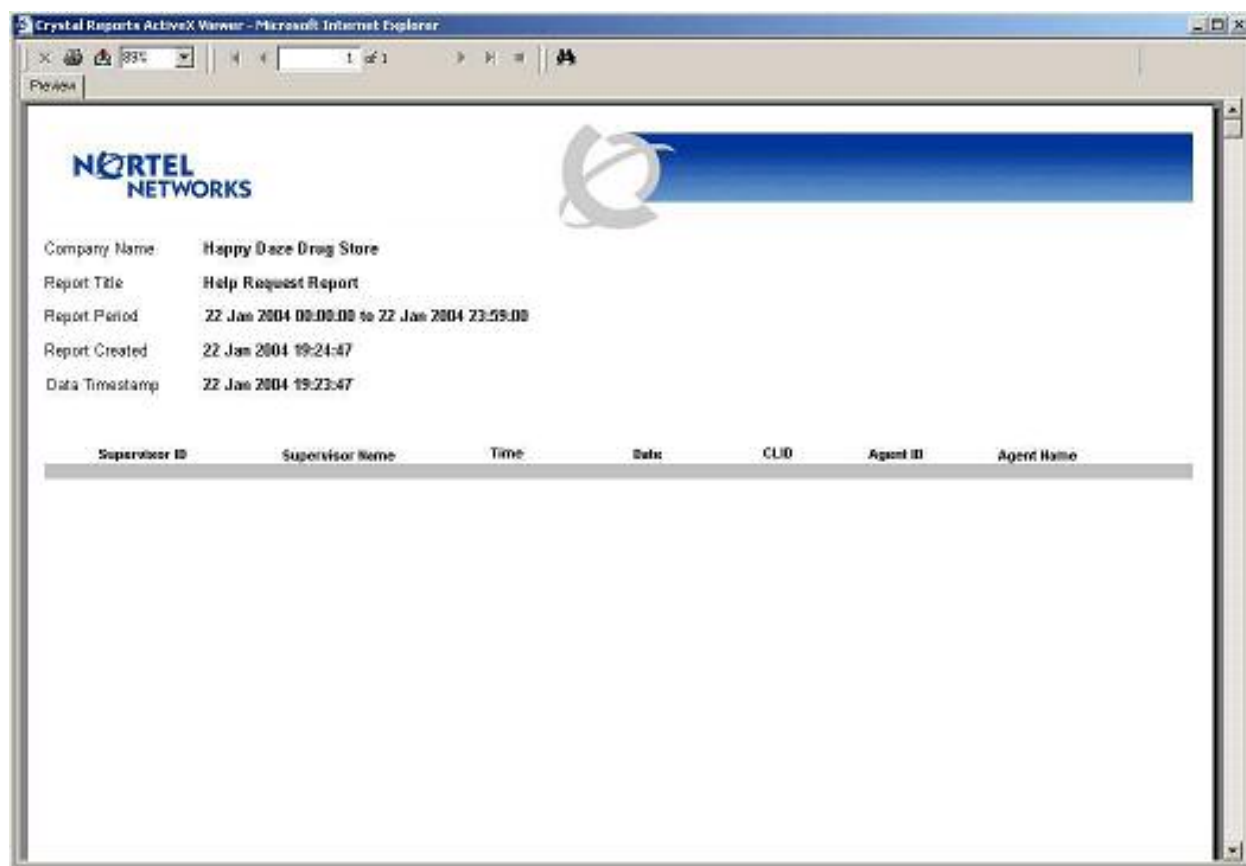 Crystal Reports ActiveX Viewer - Microsoft Internet Explorer
89% 1 of 1
Preview
NORTEL
NETWORKS
Company Name Happy Daze Drug Store
Report Title Help Request Report
Report Period 22 Jan 2004 00:00:00 to 22 Jan 2004 23:59:00
Report Created 22 Jan 2004 19:24:47
Data Timestamp 22 Jan 2004 19:23:47
Supervisor ID Supervisor Name Time Date CLID Agent ID Agent Name